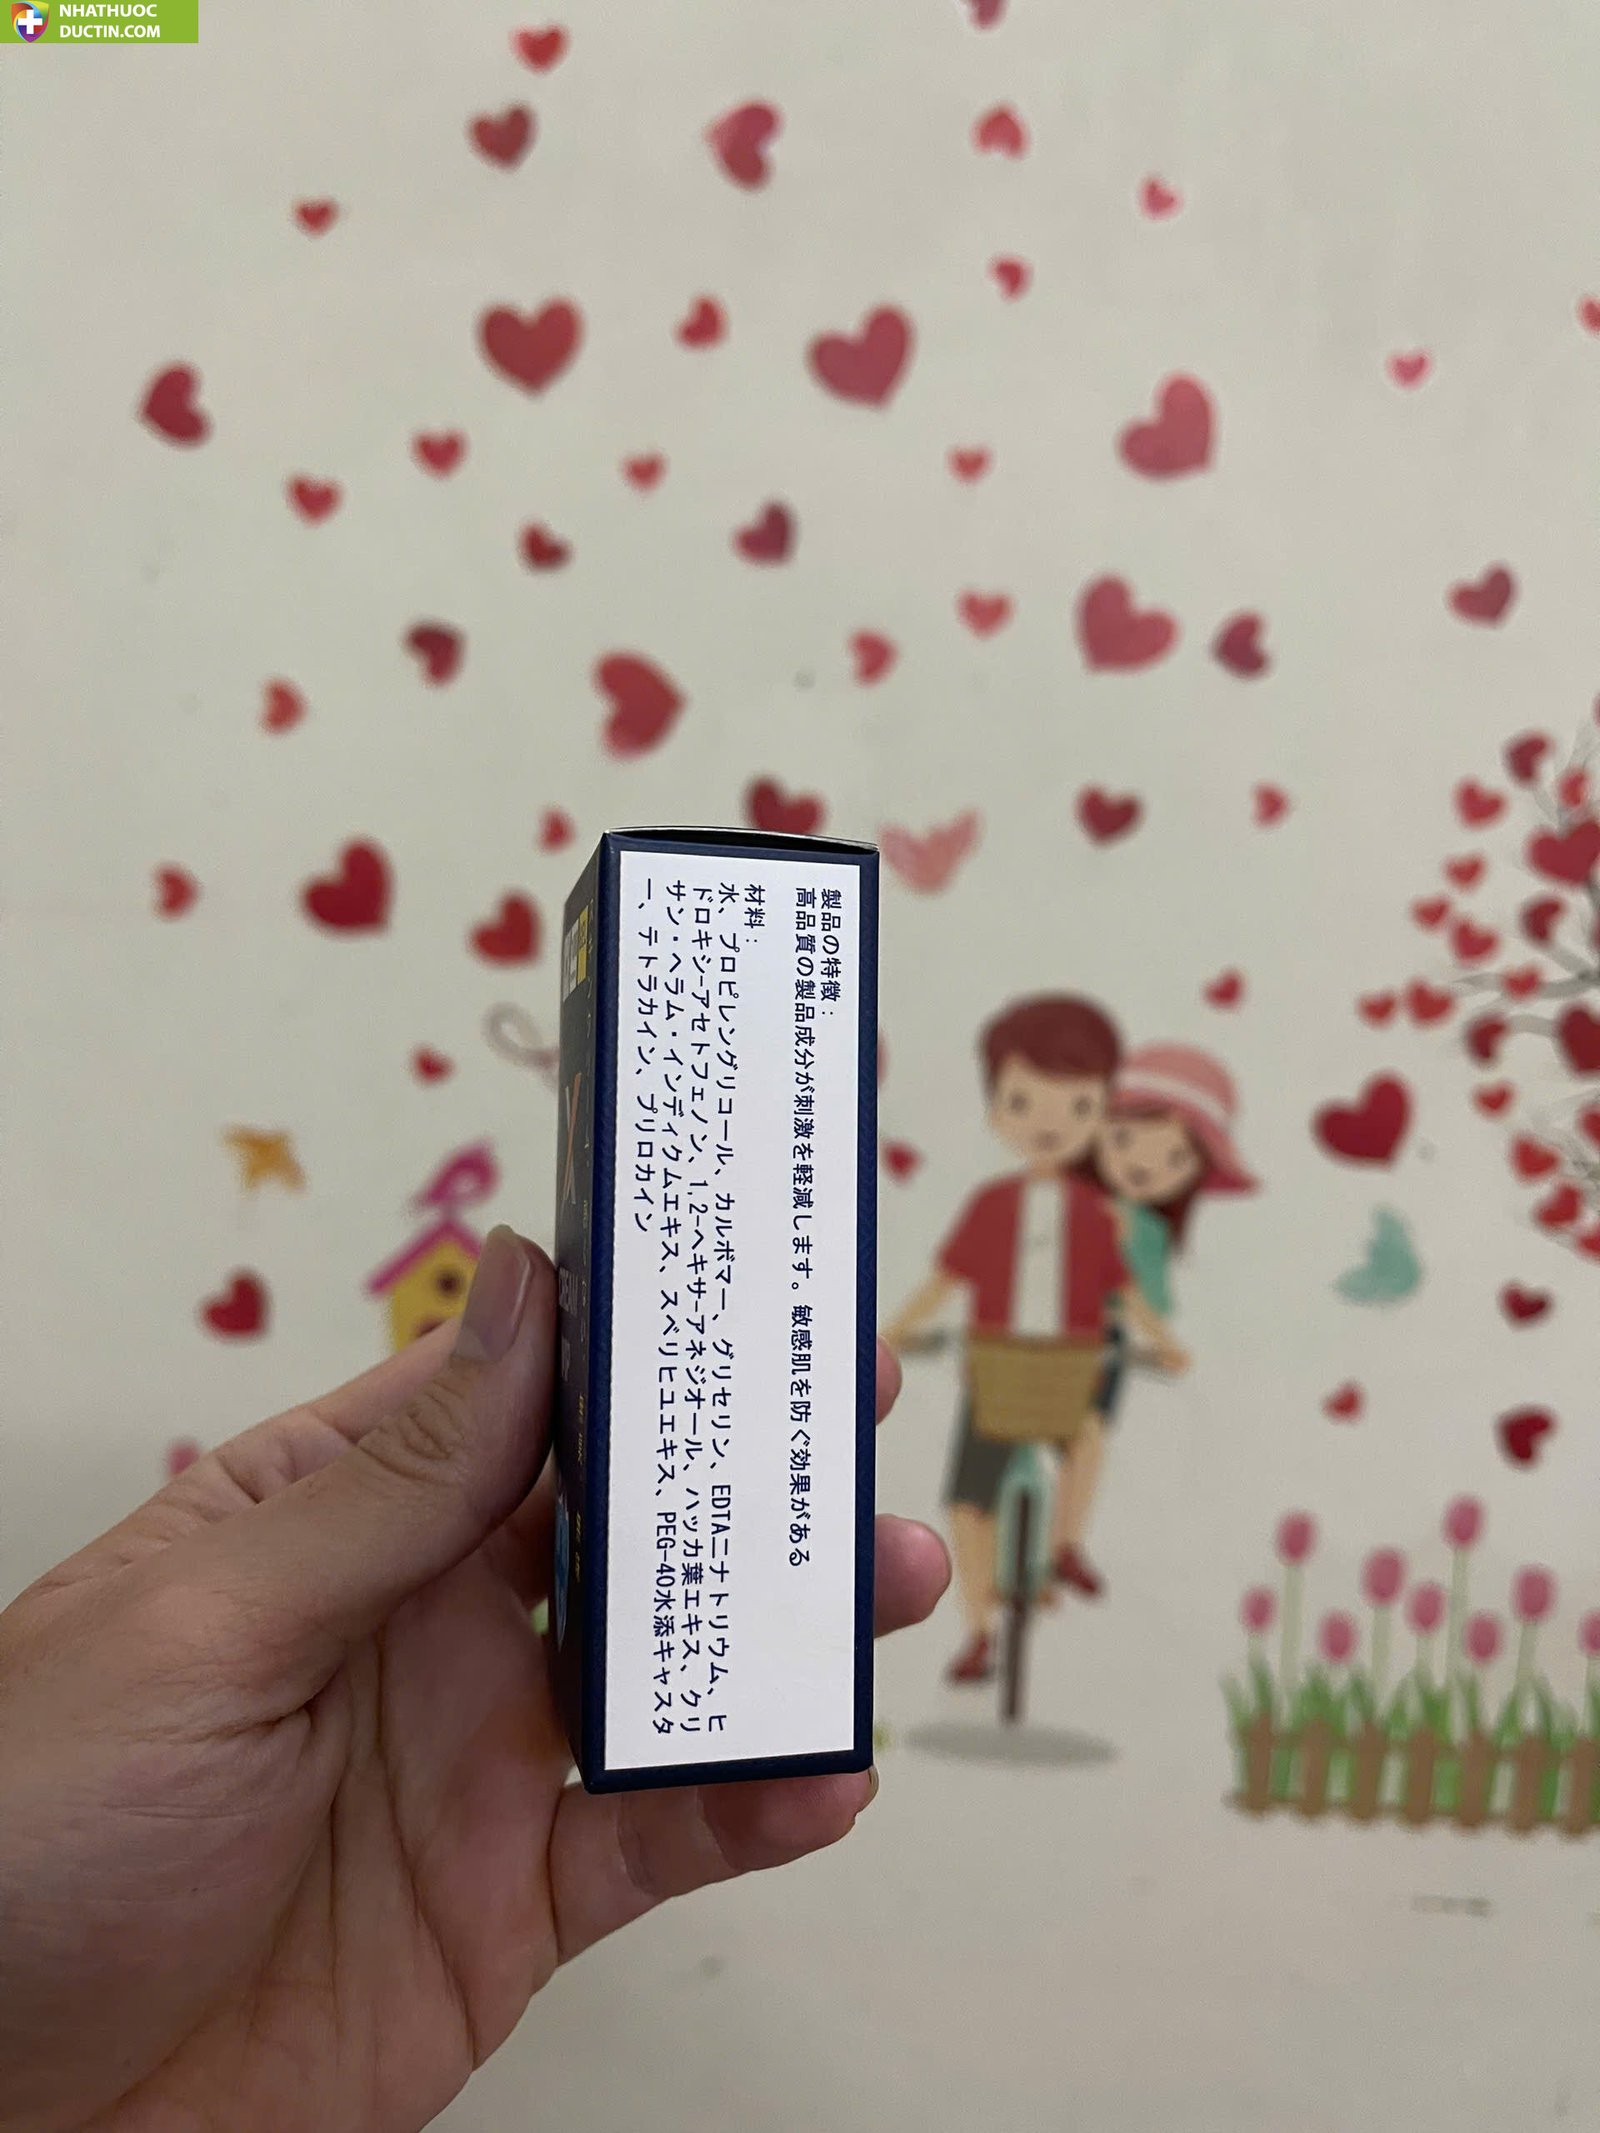 NHATHUOC
DUCTIN.COM
製品の特徴：
高品質の製品成分が刺激を軽減します。敏感肌を防ぐ効果がある
材料：
水、プロピレングリコール、カルボマー、グリセリン、EDTAニナトリウム、ヒ
ドロキシ-アセトフェノン、1,2-ヘキサ-アネジオール、ハッカ葉エキス、クリ
サン・ヘラム・インディクムエキス、スベリヒユエキス、PEG-40水添キャスタ
ー、テトラカイン、プリロカイン
X
CREAM